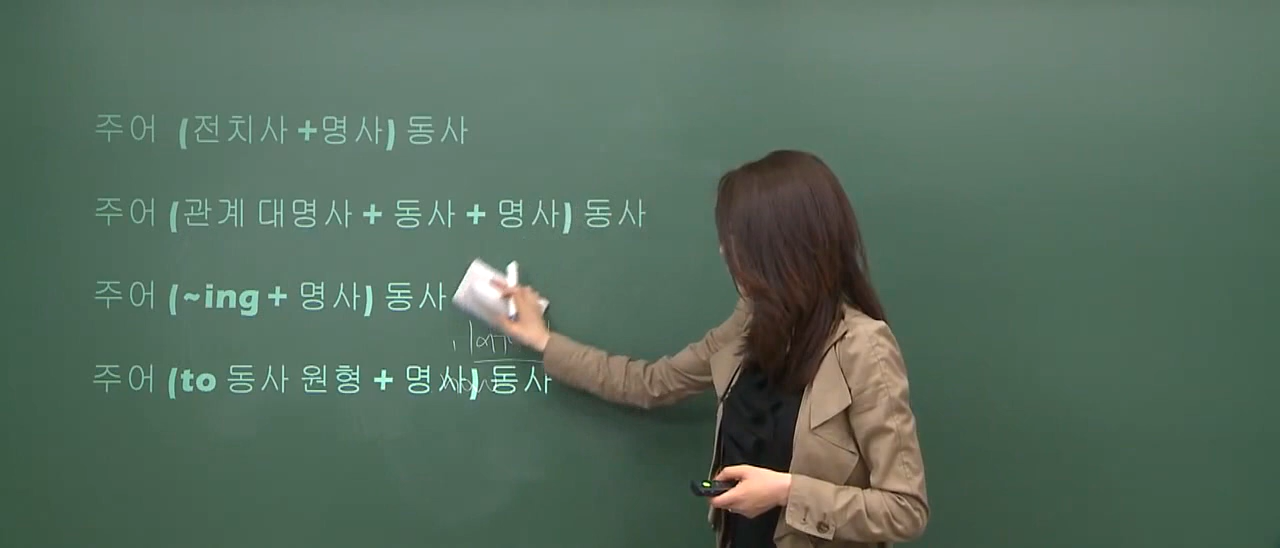 주어 (전치사 +명사) 동사
주어 (관계 대명사 + 동사 + 명사) 동사
주어 (~ing + 명사) 동사
주어 (to 동사 원형 + 명사) 동사